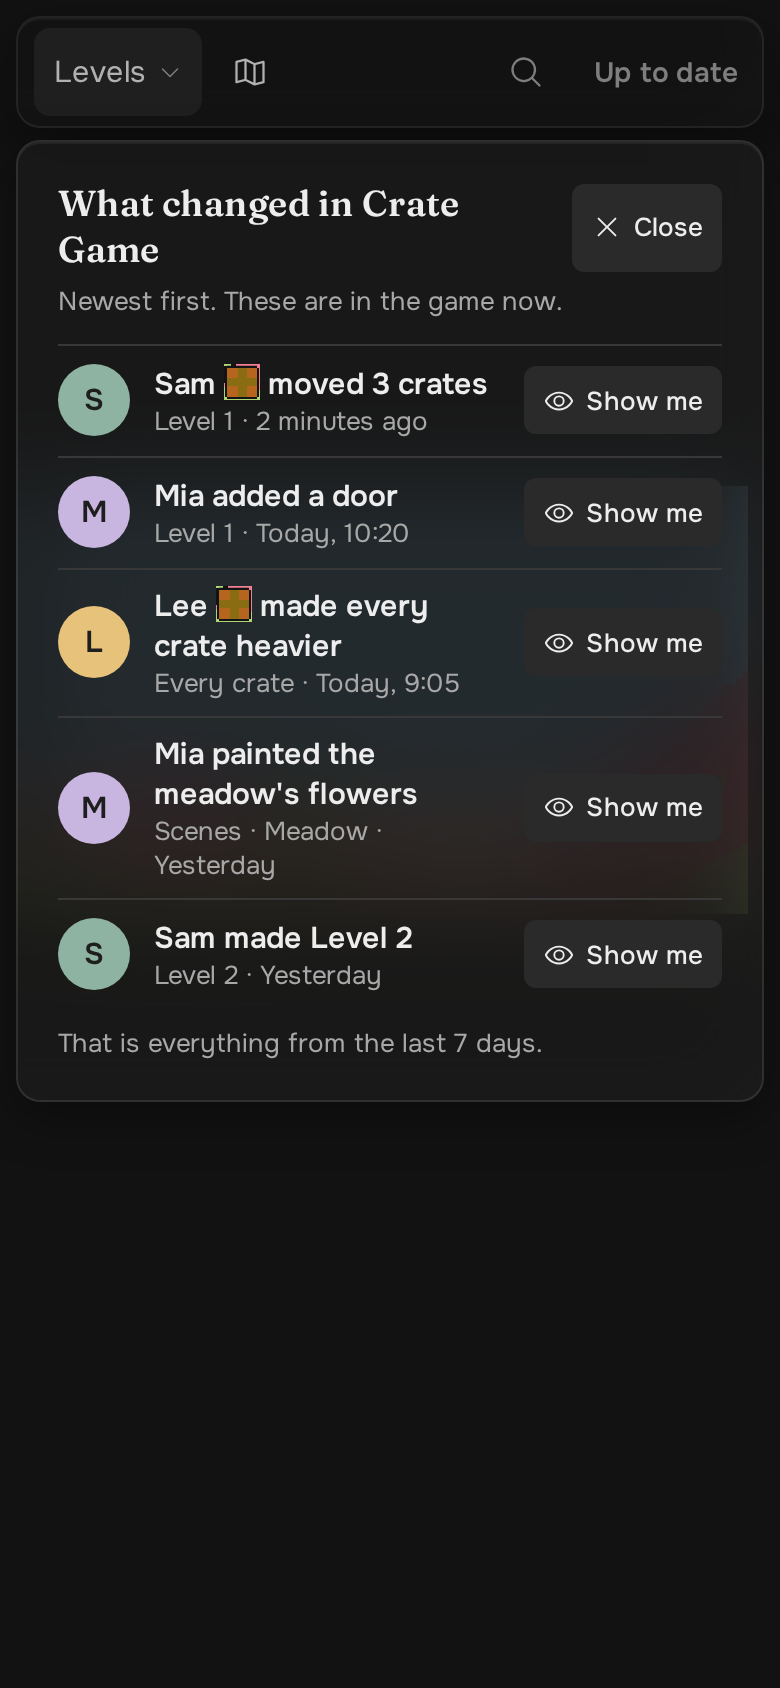 Levels
Up to date
What changed in Crate
Game
Close
Newest first. These are in the game now.
S
Sam moved 3 crates
Show me
Level 1 · 2 minutes ago
M
Mia added a door
Show me
Level 1 · Today, 10:20
L
Lee made every
crate heavier
Show me
Every crate · Today, 9:05
M
Mia painted the
meadow's flowers
Show me
Scenes · Meadow ·
Yesterday
S
Sam made Level 2
Show me
Level 2 · Yesterday
That is everything from the last 7 days.